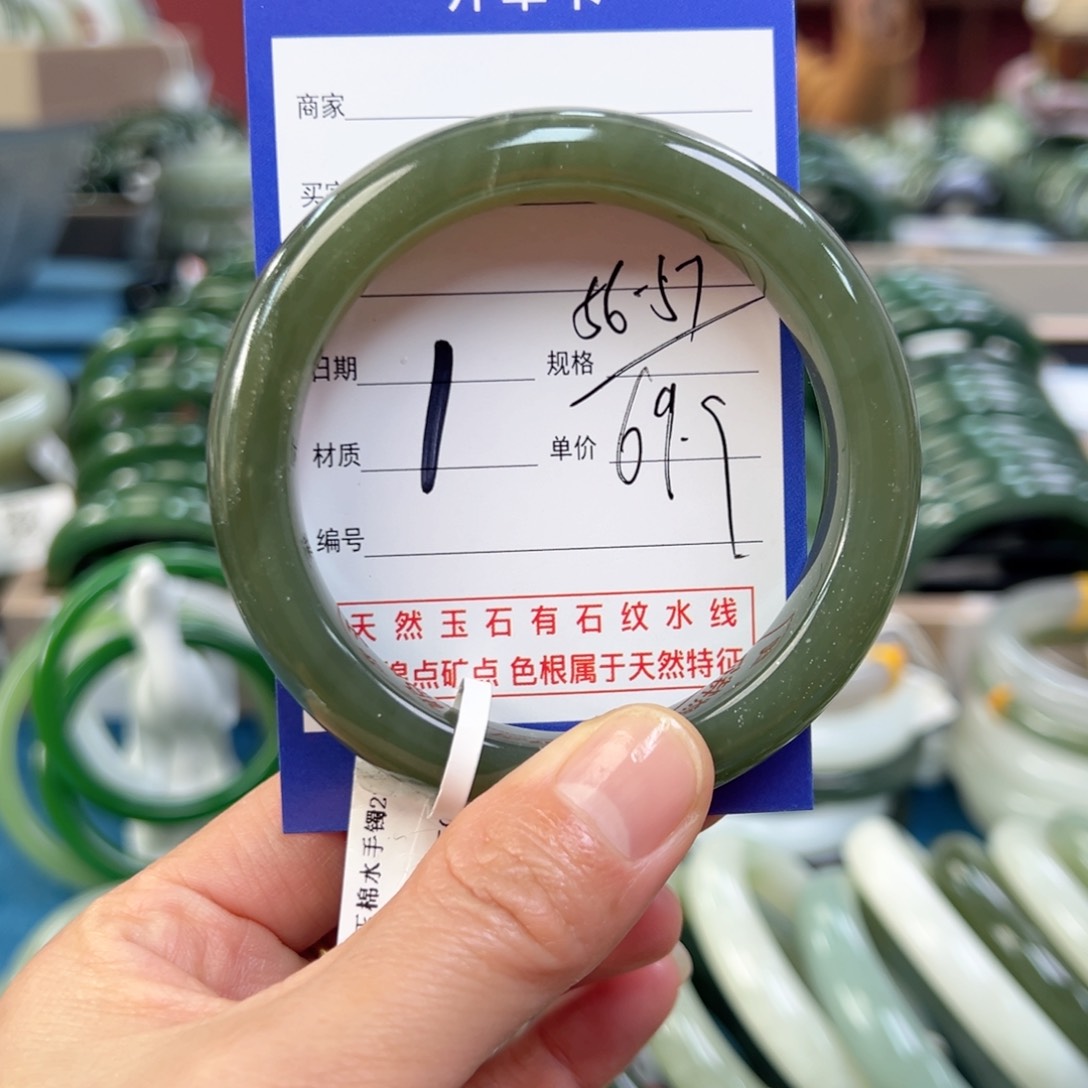 商家
56-57
日期
规格
1
69.9
材质
单价
编号
天然玉石有石纹水线
点矿点 色根属于天然特征
棉水手镯2